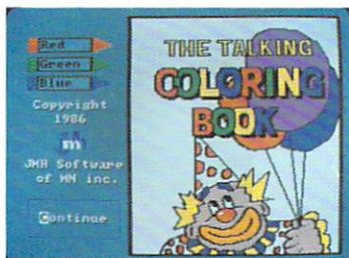 Red
Green
Blue
Copyright
1986
m
JMH Software
of MN inc.
Continue
THE TALKING
COLORING
BOOK